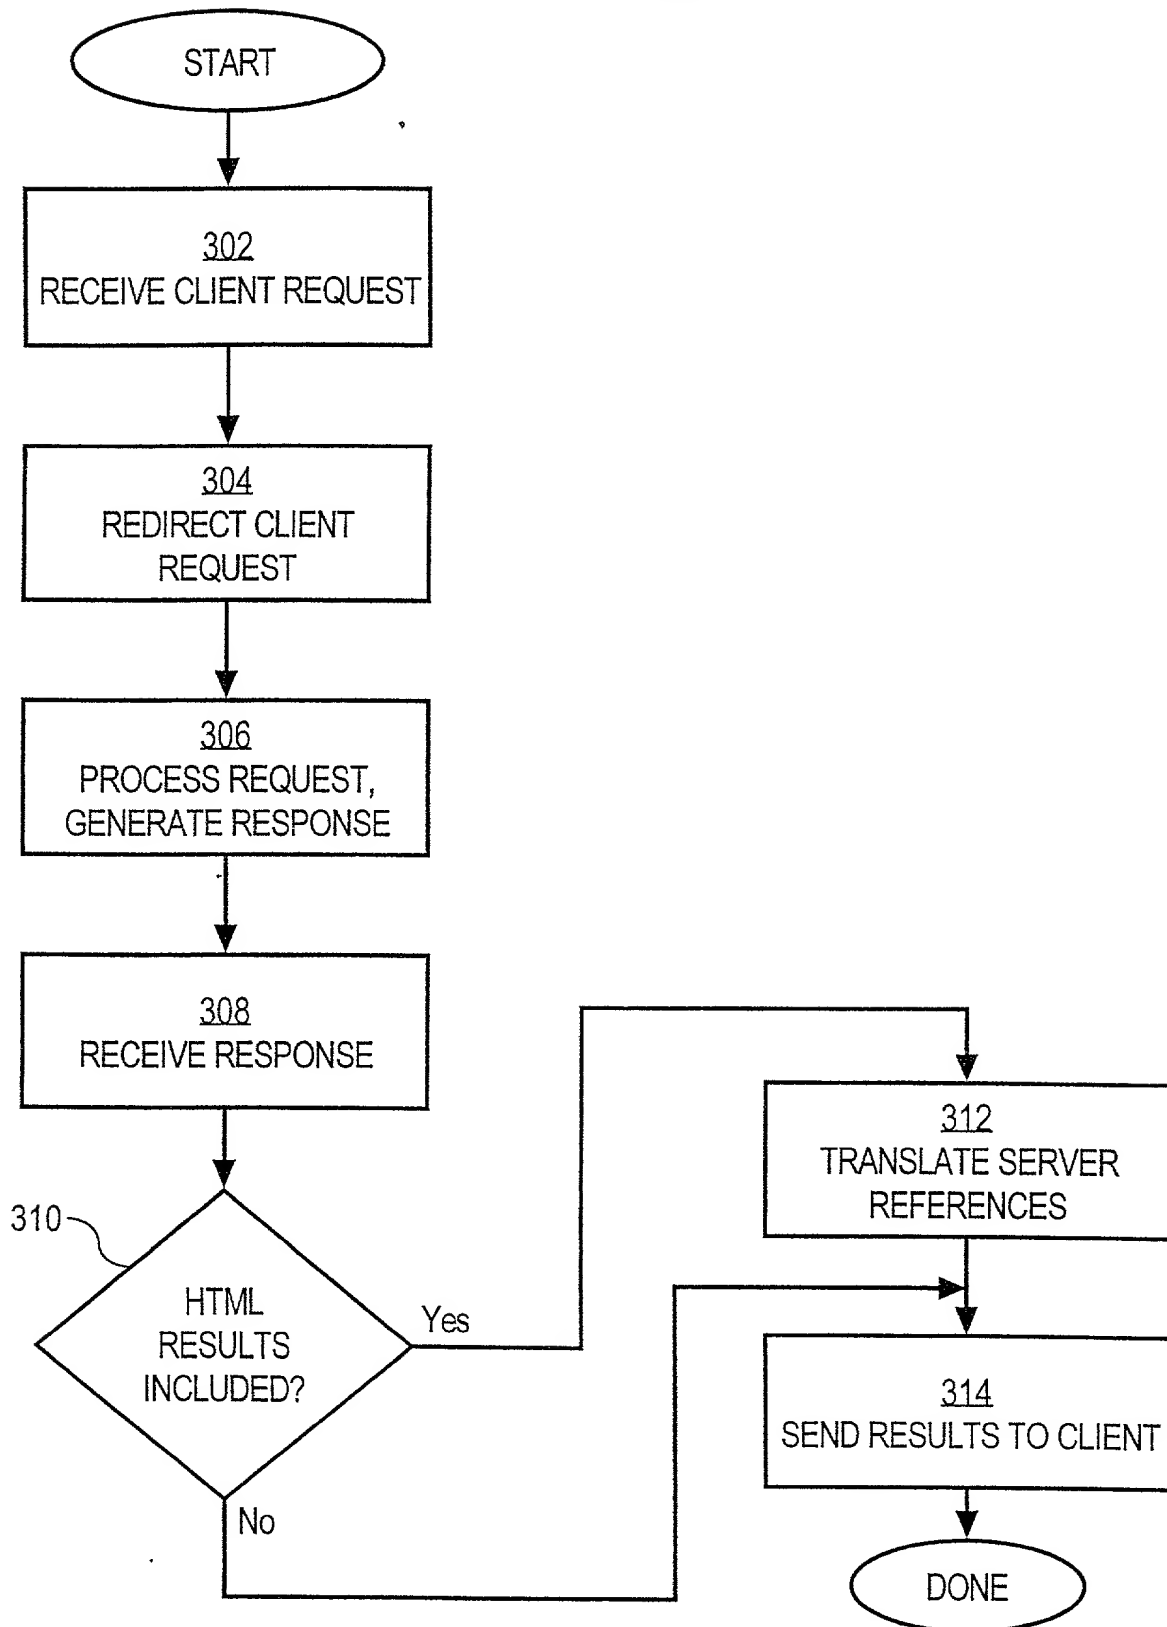 START
302
RECEIVE CLIENT REQUEST
304
REDIRECT CLIENT
REQUEST
306
PROCESS REQUEST,
GENERATE RESPONSE
308
RECEIVE RESPONSE
310
HTML
RESULTS
INCLUDED?
Yes
No
312
TRANSLATE SERVER
REFERENCES
314
SEND RESULTS TO CLIENT
DONE